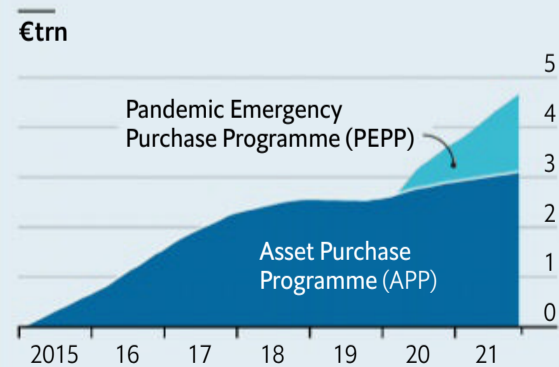 €trn
5
4
3
2
1
0
Pandemic Emergency
Purchase Programme (PEPP)
Asset Purchase
Programme (APP)
2015 16 17 18 19 20 21